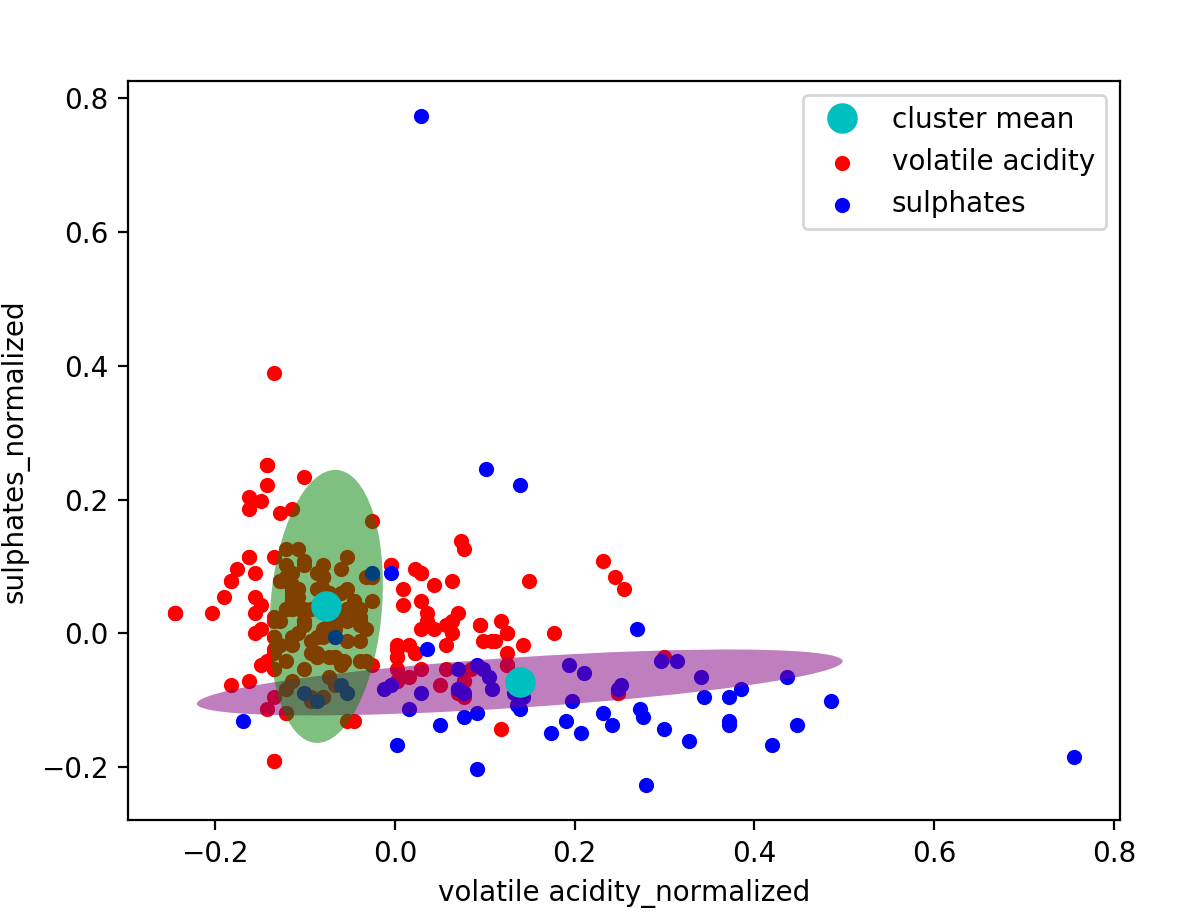 cluster mean
volatile acidity
sulphates
0.8
0.6
0.4
0.2
0.0
−0.2
sulphates_normalized
−0.2 0.0 0.2 0.4 0.6 0.8
volatile acidity_normalized